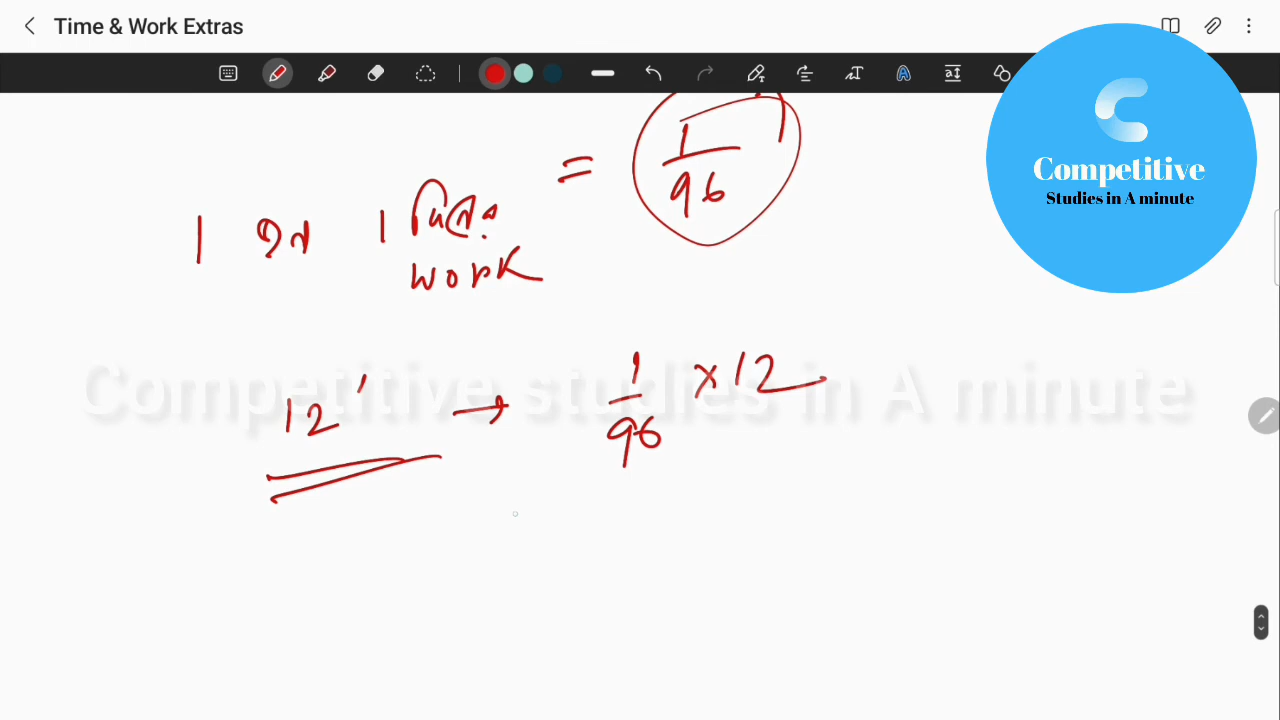 Time & Work Extras
Competitive
Studies in A minute
= 1/96
1 1
work
Competitive studies in A minute
12 ' → 1/96 × 12